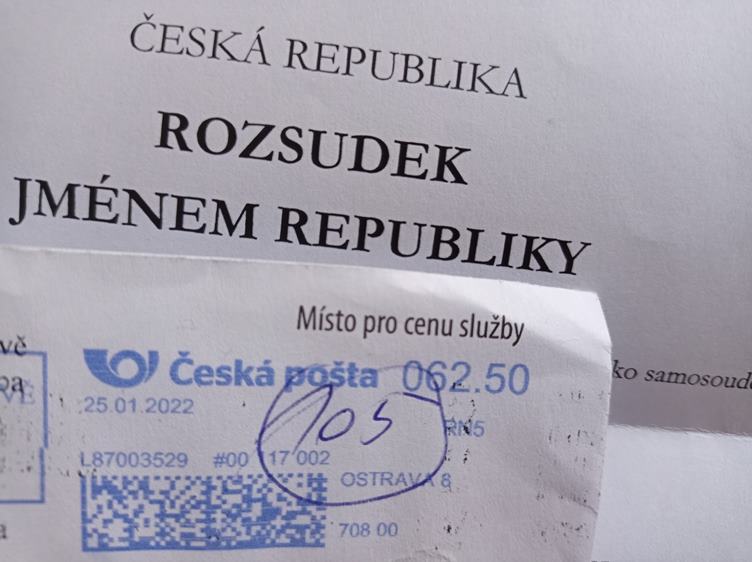 ČESKÁ REPUBLIKA
ROZSUDEK
JMÉNEM REPUBLIKY
Místo pro cenu služby
Česká pošta 062.50
25.01.2022
105
RN5
L87003529 #00 17 002
OSTRAVA 8
708 00
ko samosoud